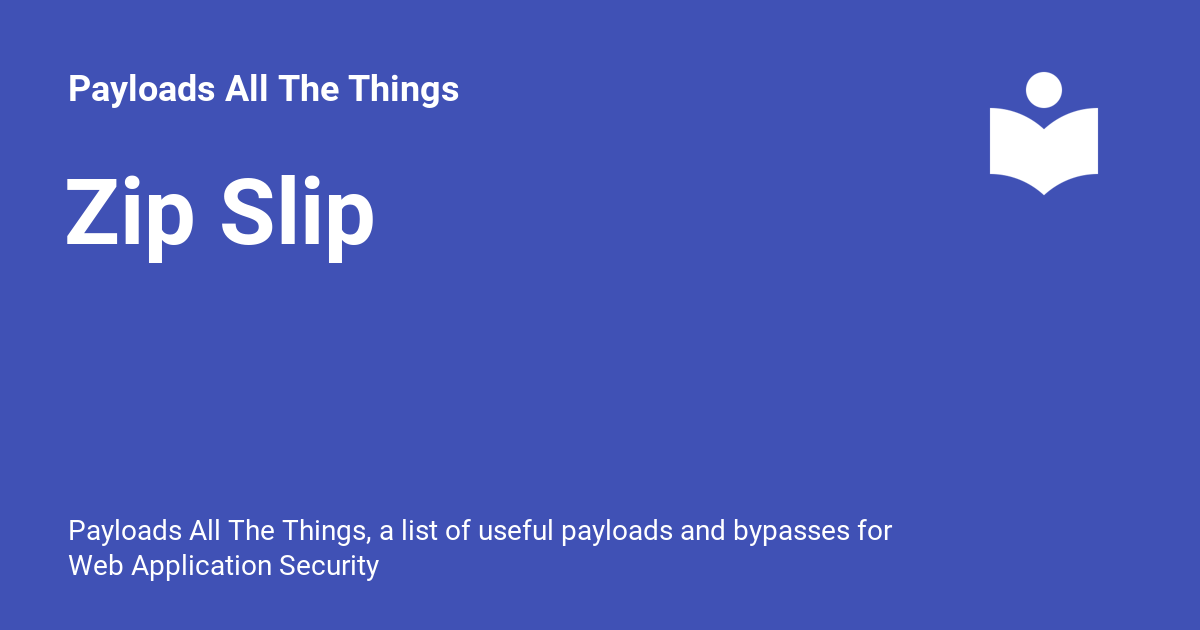 Payloads All The Things
Zip Slip
Payloads All The Things, a list of useful payloads and bypasses for
Web Application Security